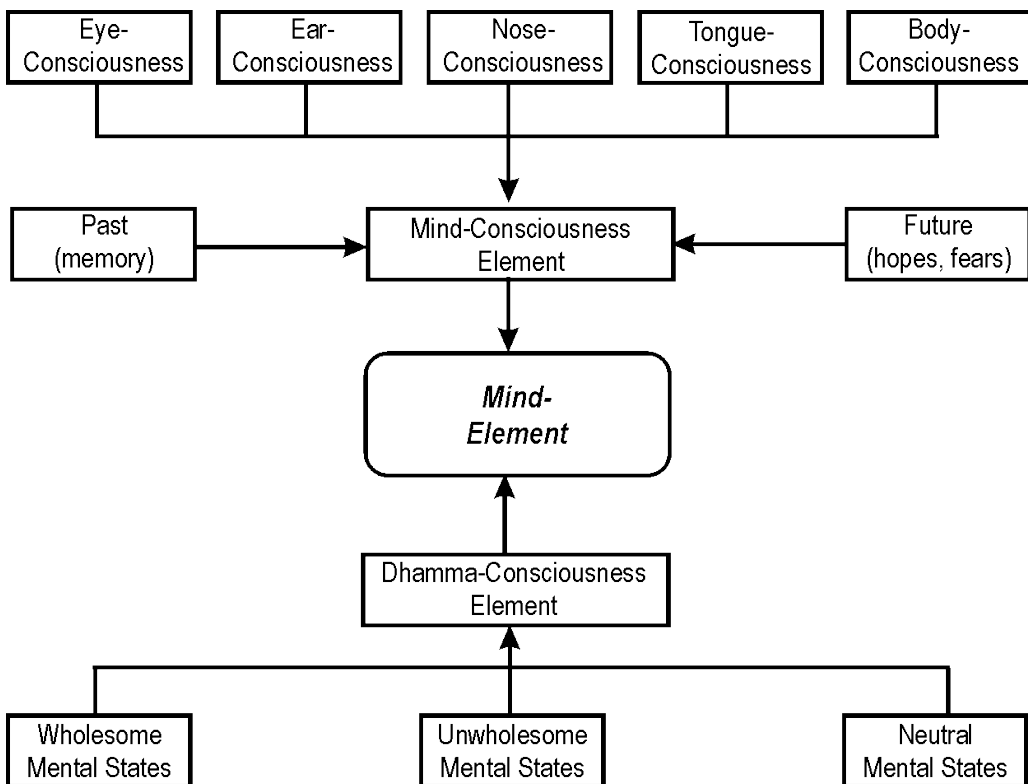 Eye-
Consciousness
Ear-
Consciousness
Nose-
Consciousness
Tongue-
Consciousness
Body-
Consciousness
Past
(memory)
Mind-Consciousness
Element
Future
(hopes, fears)
Mind-
Element
Dhamma-Consciousness
Element
Wholesome
Mental States
Unwholesome
Mental States
Neutral
Mental States